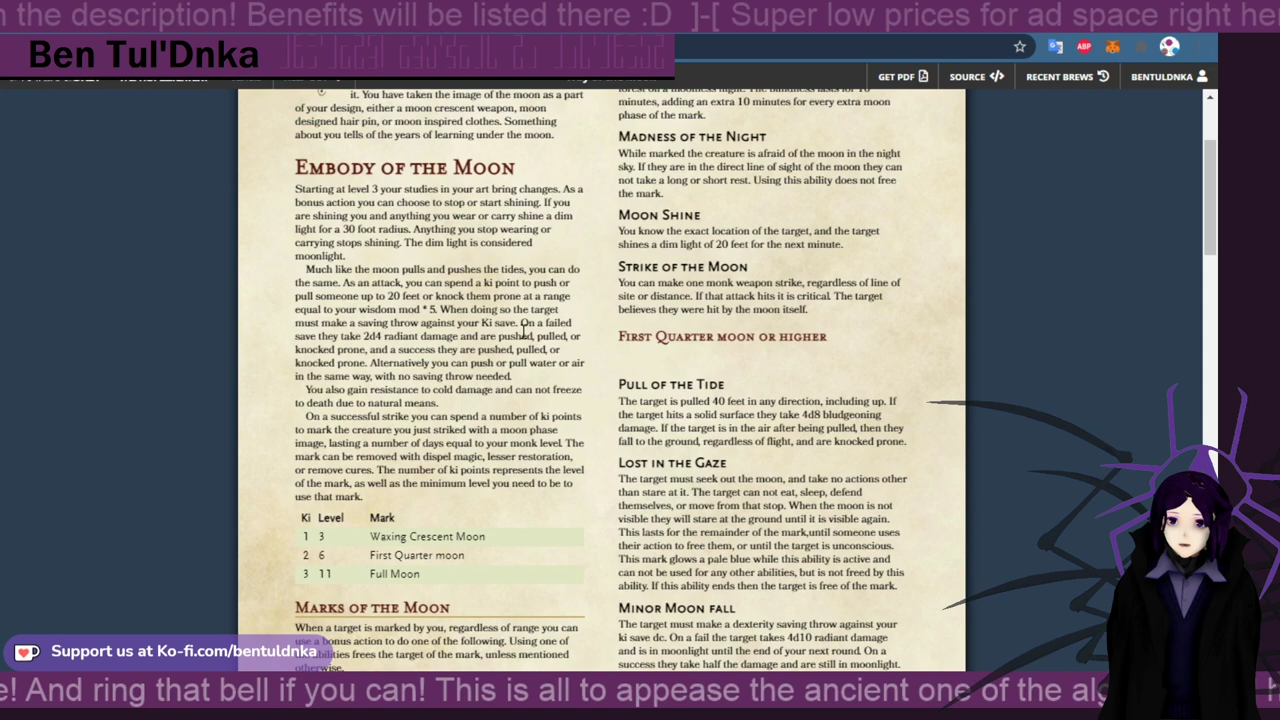 n the description! Benefits will be listed there :D ]-[ Super low prices for ad space right he
Ben Tul'Dnka
GET PDF
SOURCE </>
RECENT BREWS
BENTULDNKA
ABP
it. You have taken the image of the moon as a part
of your design, either a moon crescent weapon, moon
designed hair pin, or moon inspired clothes. Something
about you tells of the years of learning under the moon.
EMBODY OF THE MOON
Starting at level 3 your studies in your art bring changes. As a
bonus action you can choose to stop or start shining. If you
are shining you and anything you wear or carry shine a dim
light for a 30 foot radius. Anything you stop wearing or
carrying stops shining. The dim light is considered
moonlight.
Much like the moon pulls and pushes the tides, you can do
the same. As an attack, you can spend a ki point to push or
pull someone up to 20 feet or knock them prone at a range
equal to your wisdom mod * 5. When doing so the target
must make a saving throw against your Ki save. On a failed
save they take 2d4 radiant damage and are pushed, pulled, or
knocked prone, and a success they are pushed, pulled, or
knocked prone. Alternatively you can push or pull water or air
in the same way, with no saving throw needed.
You also gain resistance to cold damage and can not freeze
to death due to natural means.
On a successful strike you can spend a number of ki points
to mark the creature you just striked with a moon phase
image, lasting a number of days equal to your monk level. The
mark can be removed with dispel magic, lesser restoration,
or remove cures. The number of ki points represents the level
of the mark, as well as the minimum level you need to be to
use that mark.
Ki Level Mark
1 3 Waxing Crescent Moon
2 6 First Quarter moon
3 11 Full Moon
MARKS OF THE MOON
When a target is marked by you, regardless of range you can
use a bonus action to do one of the following. Using one of
frees the target of the mark, unless mentioned
otherwise.
minutes, adding an extra 10 minutes for every extra moon
phase of the mark.
MADNESS OF THE NIGHT
While marked the creature is afraid of the moon in the night
sky. If they are in the direct line of sight of the moon they can
not take a long or short rest. Using this ability does not free
the mark.
MOON SHINE
You know the exact location of the target, and the target
shines a dim light of 20 feet for the next minute.
STRIKE OF THE MOON
You can make one monk weapon strike, regardless of line of
site or distance. If that attack hits it is critical. The target
believes they were hit by the moon itself.
FIRST QUARTER MOON OR HIGHER
PULL OF THE TIDE
The target is pulled 40 feet in any direction, including up. If
the target hits a solid surface they take 4d8 bludgeoning
damage. If the target is in the air after being pulled, then they
fall to the ground, regardless of flight, and are knocked prone.
LOST IN THE GAZE
The target must seek out the moon, and take no actions other
than stare at it. The target can not eat, sleep, defend
themselves, or move from that stop. When the moon is not
visible they will stare at the ground until it is visible again.
This lasts for the remainder of the mark,until someone uses
their action to free them, or until the target is unconscious.
This mark glows a pale blue while this ability is active and
can not be used for any other abilities, but is not freed by this
ability. If this ability ends then the target is free of the mark.
MINOR MOON FALL
The target must make a dexterity saving throw against your
ki save dc. On a fail the target takes 4d10 radiant damage
and is in moonlight until the end of your next round. On a
success they take half the damage and are still in moonlight.
Support us at Ko-fi.com/bentuldnka
e! And ring that bell if you can! This is all to appease the ancient one of the alg